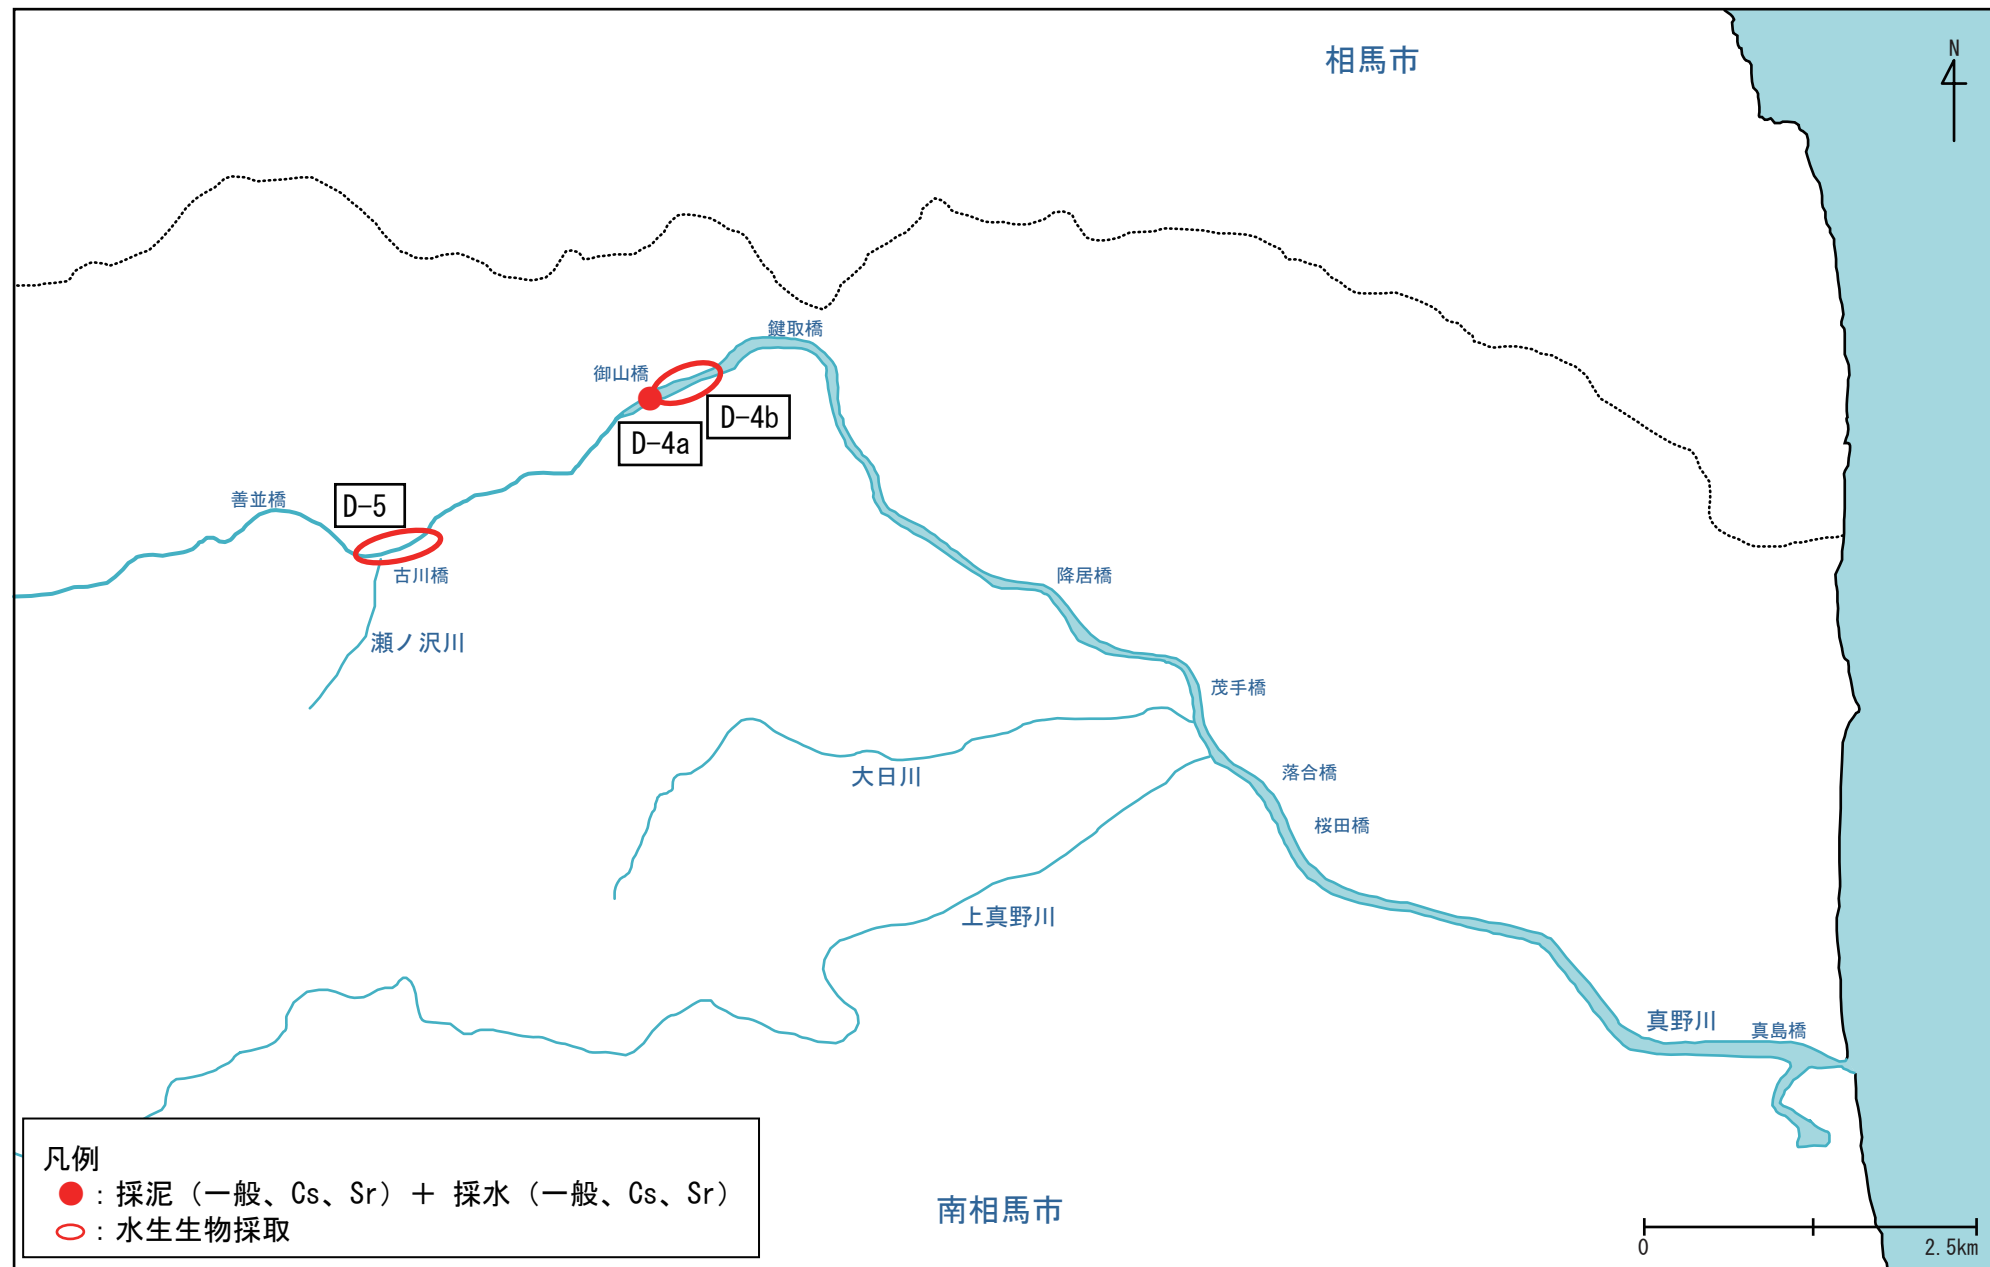 相馬市
N
鍵取橋
御山橋
D-4b
D-4a
善並橋
D-5
古川橋
降居橋
瀬ノ沢川
茂手橋
大日川
落合橋
桜田橋
上真野川
真野川
真島橋
凡例
：採泥（一般、Cs、Sr）＋ 採水（一般、Cs、Sr）
：水生生物採取
南相馬市
0
2.5km